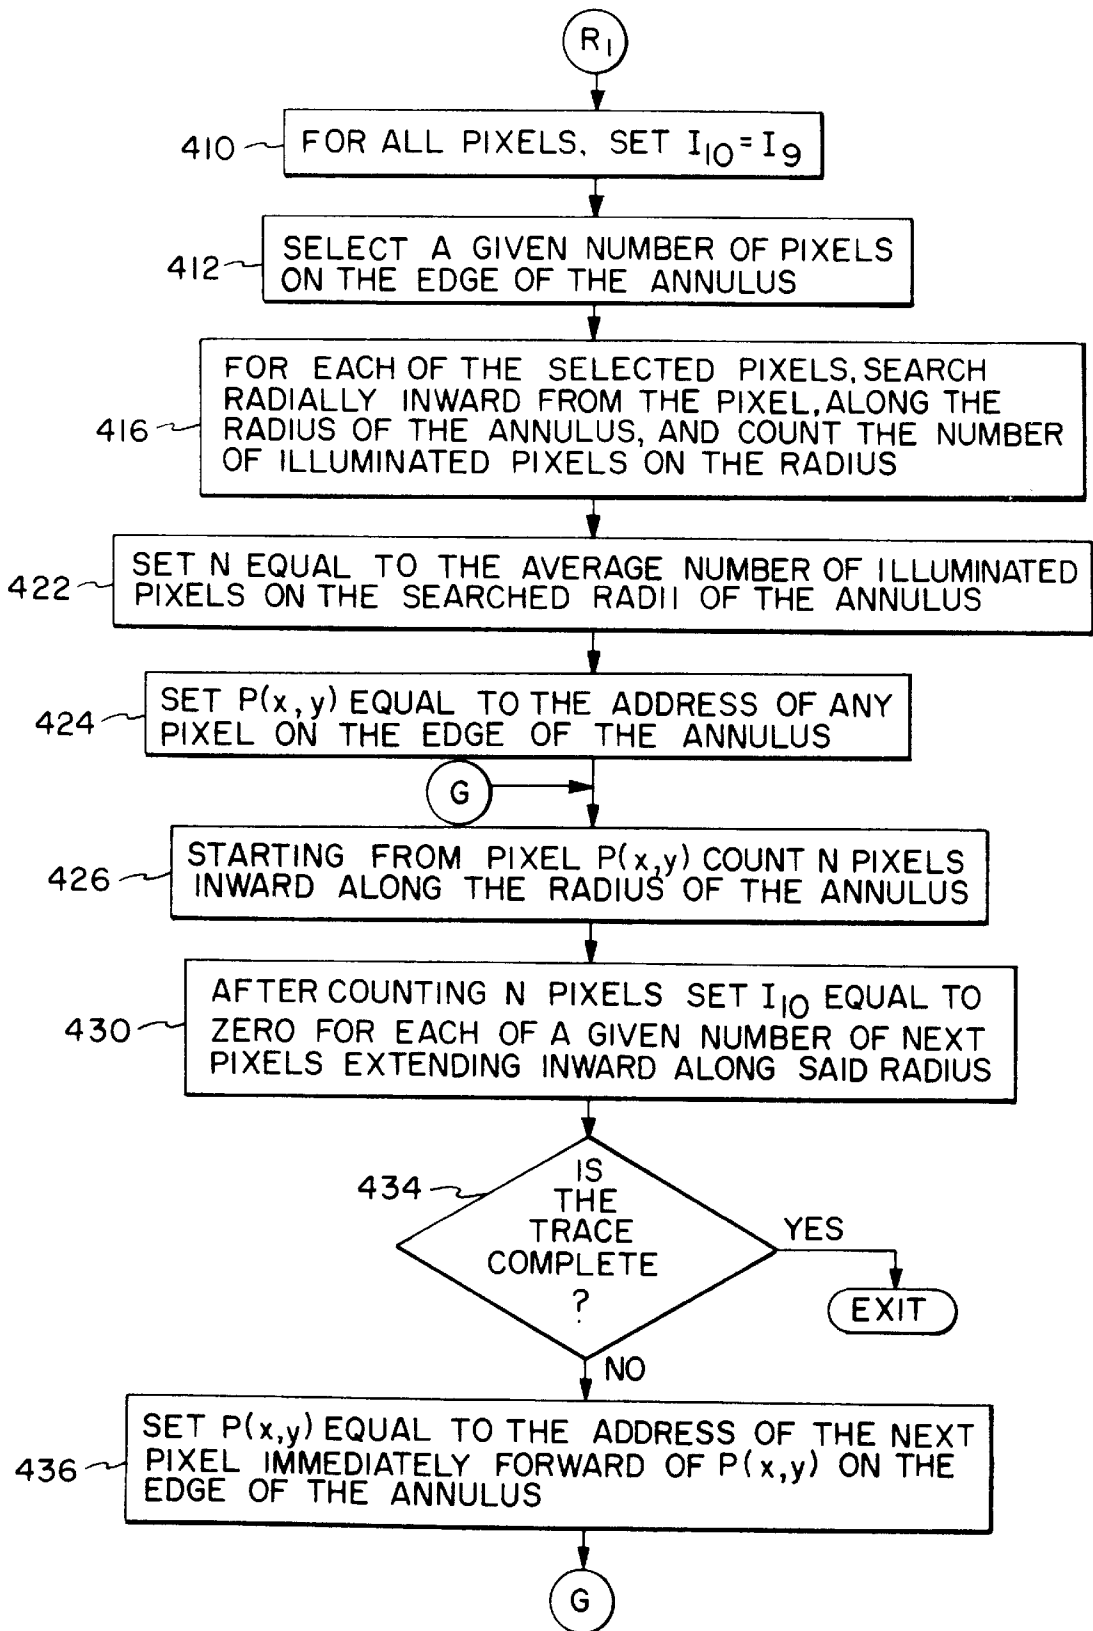 R1
410
FOR ALL PIXELS, SET I10 = I9
412
SELECT A GIVEN NUMBER OF PIXELS
ON THE EDGE OF THE ANNULUS
416
FOR EACH OF THE SELECTED PIXELS, SEARCH
RADIALLY INWARD FROM THE PIXEL, ALONG THE
RADIUS OF THE ANNULUS, AND COUNT THE NUMBER
OF ILLUMINATED PIXELS ON THE RADIUS
422
SET N EQUAL TO THE AVERAGE NUMBER OF ILLUMINATED
PIXELS ON THE SEARCHED RADII OF THE ANNULUS
424
SET P(x,y) EQUAL TO THE ADDRESS OF ANY
PIXEL ON THE EDGE OF THE ANNULUS
G
426
STARTING FROM PIXEL P(x,y) COUNT N PIXELS
INWARD ALONG THE RADIUS OF THE ANNULUS
430
AFTER COUNTING N PIXELS SET I10 EQUAL TO
ZERO FOR EACH OF A GIVEN NUMBER OF NEXT
PIXELS EXTENDING INWARD ALONG SAID RADIUS
434
IS
THE
TRACE
COMPLETE
?
YES
EXIT
NO
436
SET P(x,y) EQUAL TO THE ADDRESS OF THE NEXT
PIXEL IMMEDIATELY FORWARD OF P(x,y) ON THE
EDGE OF THE ANNULUS
G